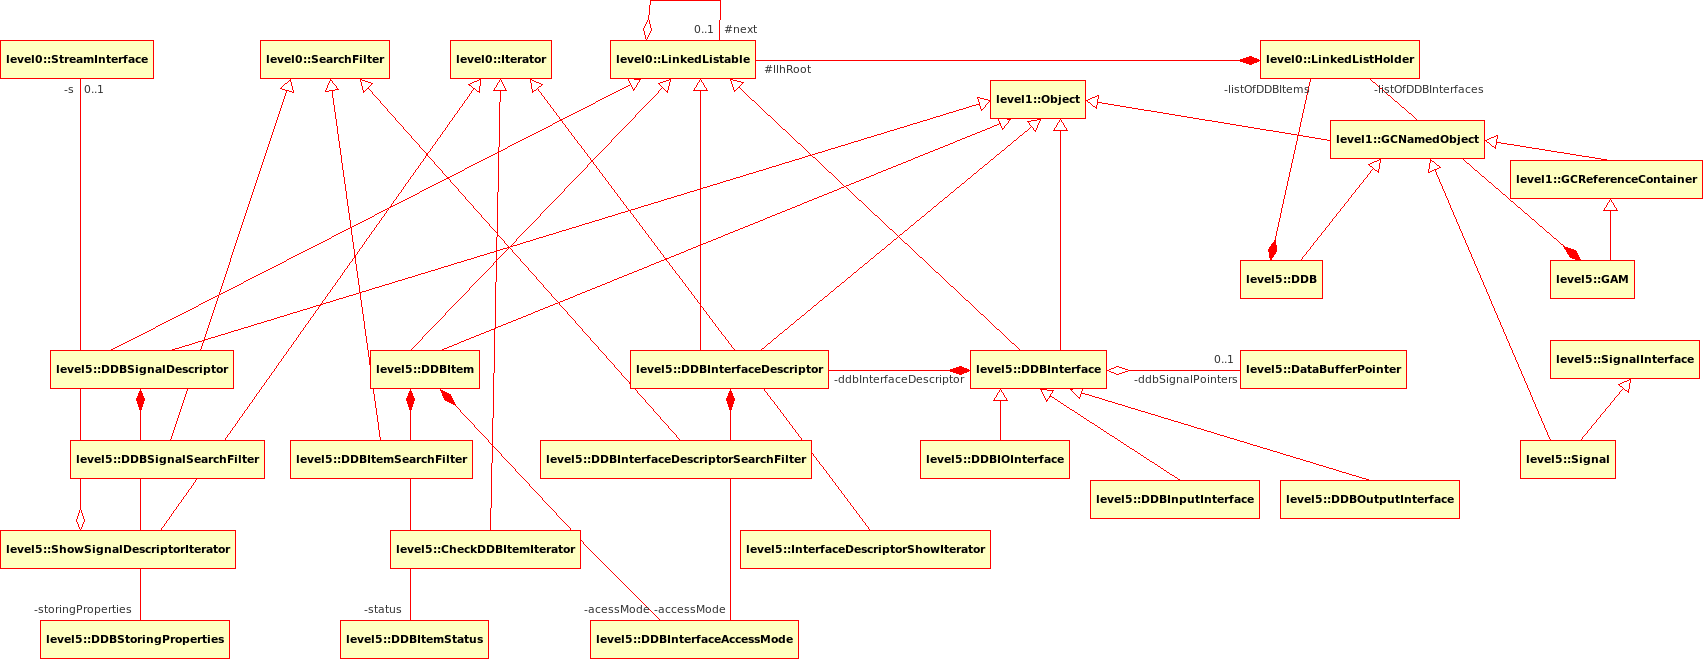 0..1 #next
level0::StreamInterface
level0::SearchFilter
level0::Iterator
level0::LinkedListable
level0::LinkedListHolder
#llhRoot
-s 0..1
-listOfDDBItems
-listOfDDBInterfaces
level1::Object
level1::GCNamedObject
level1::GCReferenceContainer
level5::DDB
level5::GAM
level5::SignalInterface
level5::DDBSignalDescriptor
level5::DDBItem
level5::DDBInterfaceDescriptor
-ddbInterfaceDescriptor
level5::DDBInterface
0..1
-ddbSignalPointers
level5::DataBufferPointer
level5::DDBSignalSearchFilter
level5::DDBItemSearchFilter
level5::DDBInterfaceDescriptorSearchFilter
level5::DDBIOInterface
level5::Signal
level5::DDBInputInterface
level5::DDBOutputInterface
level5::ShowSignalDescriptorIterator
level5::CheckDDBItemIterator
level5::InterfaceDescriptorShowIterator
-storingProperties
-status
-acessMode
-accessMode
level5::DDBStoringProperties
level5::DDBItemStatus
level5::DDBInterfaceAccessMode